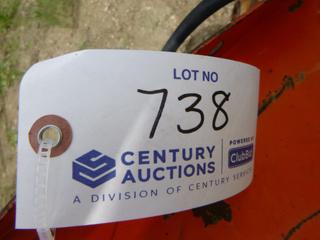 LOT NO
738
CENTURY AUCTIONS
POWERED BY
ClubBid
A DIVISION OF CENTURY SERVICES